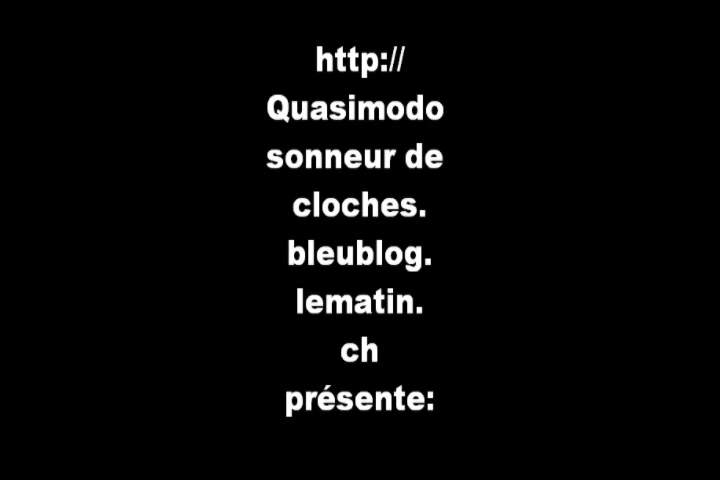 http://
Quasimodo
sonneur de
cloches.
bleublog.
lematin.
ch
présente: